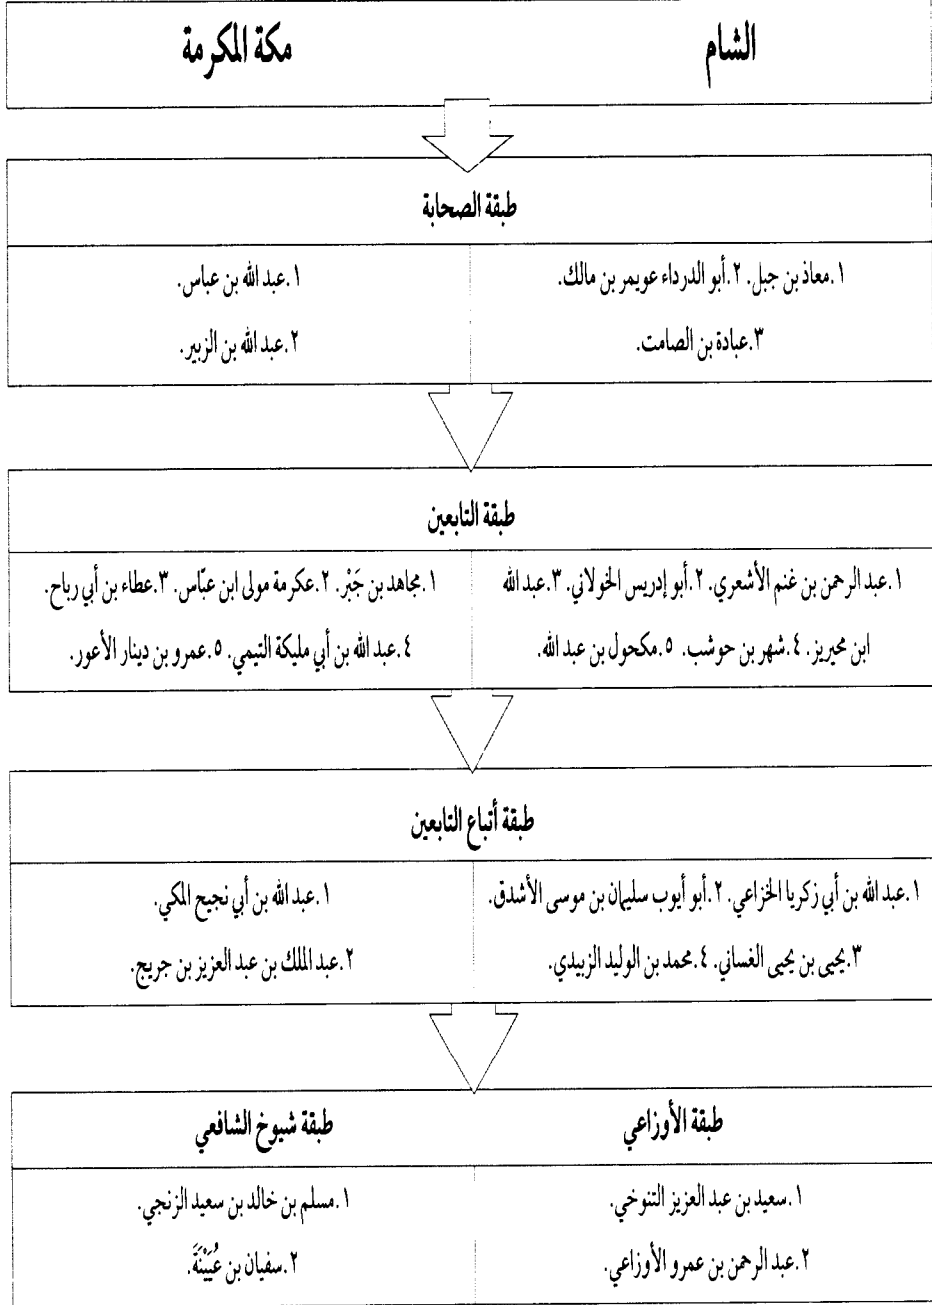 الشام
مكة المكرمة
طبقة الصحابة
١.معاذ بن جبل. ٢.أبو الدرداء عويمر بن مالك.
٣.عبادة بن الصامت.
١.عبد الله بن عباس.
٢.عبد الله بن الزبير.
طبقة التابعين
١.عبد الرحمن بن غنم الأشعري. ٢.أبو إدريس الخولاني. ٣.عبد الله
ابن محيريز. ٤.شهر بن حوشب. ٥.مكحول بن عبد الله.
١.مجاهد بن جَبْر. ٢.عكرمة مولى ابن عبّاس. ٣.عطاء بن أبي رباح.
٤.عبد الله بن أبي مليكة التيمي. ٥.عمرو بن دينار الأعور.
طبقة أتباع التابعين
١.عبد الله بن أبي زكريا الخزاعي. ٢.أبو أيوب سليمان بن موسى الأشدق.
٣.يحيى بن يحيى الغساني. ٤.محمد بن الوليد الزبيدي.
١.عبد الله بن أبي نجيح المكي.
٢.عبد الملك بن عبد العزيز بن جريج.
طبقة الأوزاعي
طبقة شيوخ الشافعي
١.سعيد بن عبد العزيز التنوخي.
٢.عبد الرحمن بن عمرو الأوزاعي.
١.مسلم بن خالد بن سعيد الزنجي.
٢.سفيان بن عُيَيْنَةَ.